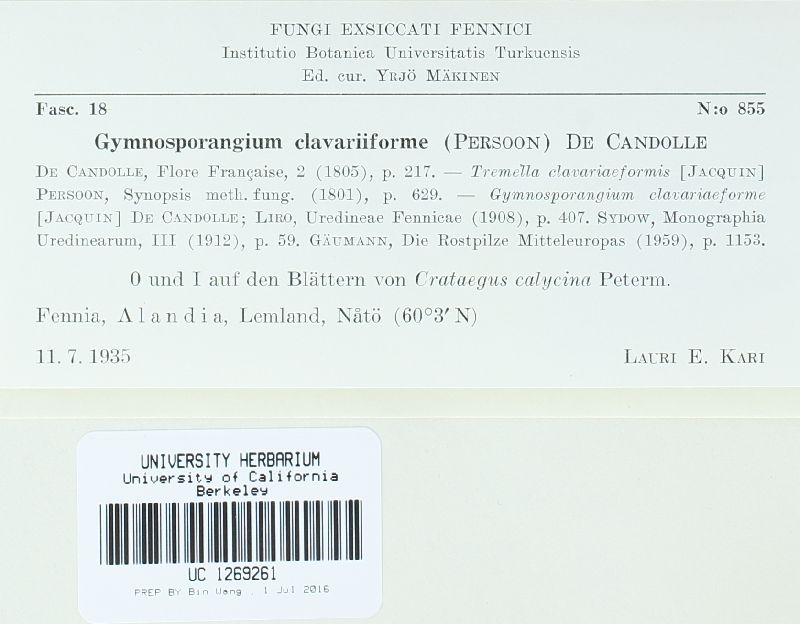 FUNGI EXSICCATI FENNICI
Institutio Botanica Universitatis Turkuensis
Ed. cur. YRJÖ MÄKINEN
Fasc. 18 N:o 855
Gymnosporangium clavariiforme (PERSOON) DE CANDOLLE
DE CANDOLLE, Flore Française, 2 (1805), p. 217. — Tremella clavariaeformis [JACQUIN]
PERSOON, Synopsis meth. fung. (1801), p. 629. — Gymnosporangium clavariaeforme
[JACQUIN] DE CANDOLLE; LIRO, Uredineae Fennicae (1908), p. 407. SYDOW, Monographia
Uredinearum, III (1912), p. 59. GÄUMANN, Die Rostpilze Mitteleuropas (1959), p. 1153.
0 und I auf den Blättern von Crataegus calycina Peterm.
Fennia, Alandia, Lemland, Nåtö (60°3′ N)
11. 7. 1935 LAURI E. KARI
UNIVERSITY HERBARIUM
University of California
Berkeley
UC 1269261
PREP BY Bin Wang , 1 Jul 2016